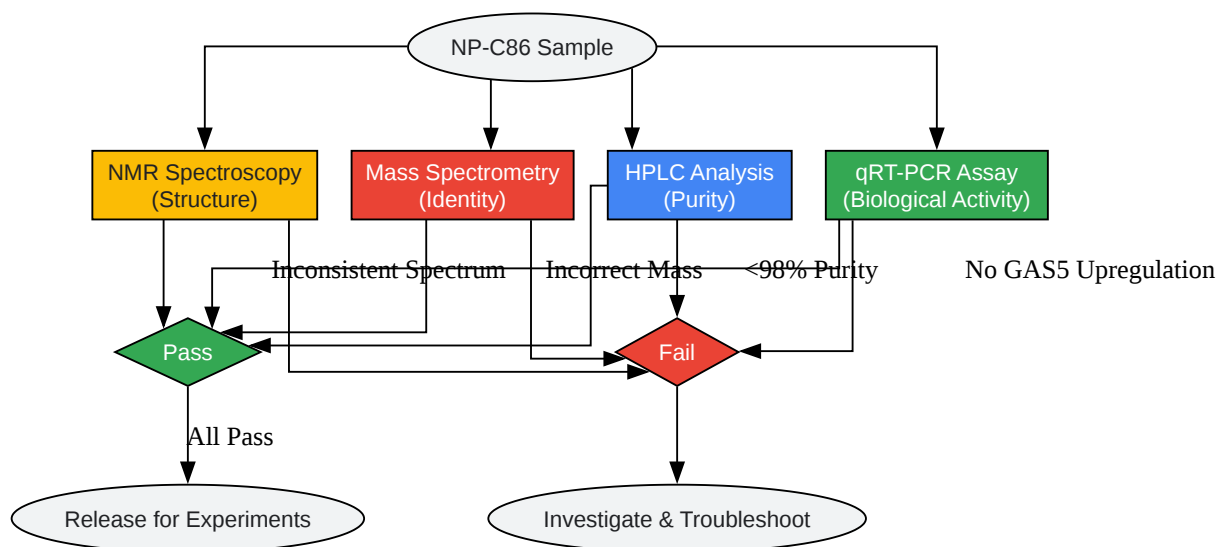 NP-C86 Sample
NMR Spectroscopy
(Structure)
Mass Spectrometry
(Identity)
HPLC Analysis
(Purity)
qRT-PCR Assay
(Biological Activity)
Inconsistent Spectrum
Incorrect Mass
<98% Purity
No GAS5 Upregulation
Pass
Fail
All Pass
Release for Experiments
Investigate & Troubleshoot